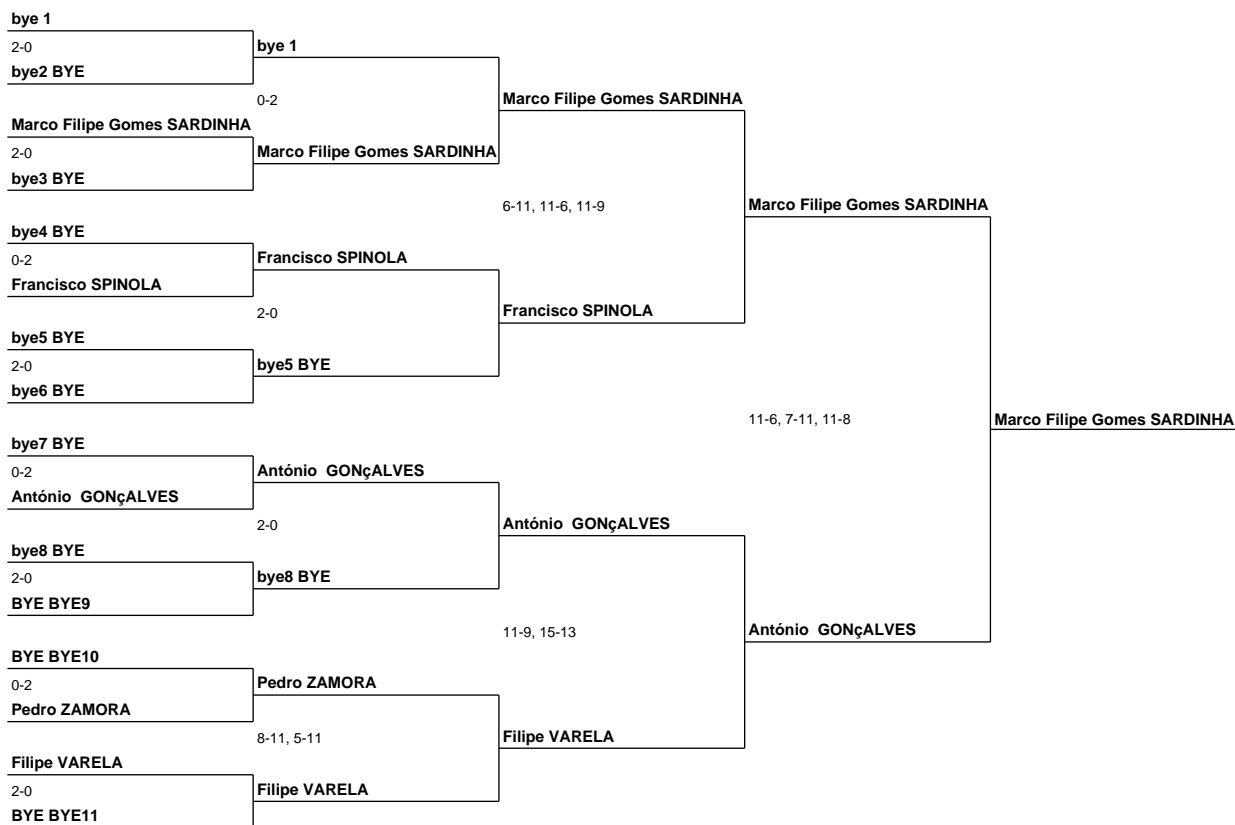 bye 1
2-0
bye 1
bye2 BYE
0-2
Marco Filipe Gomes SARDINHA
Marco Filipe Gomes SARDINHA
2-0
Marco Filipe Gomes SARDINHA
bye3 BYE
6-11, 11-6, 11-9
Marco Filipe Gomes SARDINHA
bye4 BYE
0-2
Francisco SPINOLA
Francisco SPINOLA
2-0
Francisco SPINOLA
bye5 BYE
2-0
bye5 BYE
bye6 BYE
11-6, 7-11, 11-8
Marco Filipe Gomes SARDINHA
bye7 BYE
0-2
António  GONçALVES
António  GONçALVES
2-0
António  GONçALVES
bye8 BYE
2-0
bye8 BYE
BYE BYE9
11-9, 15-13
António  GONçALVES
BYE BYE10
0-2
Pedro ZAMORA
Pedro ZAMORA
8-11, 5-11
Filipe VARELA
Filipe VARELA
2-0
Filipe VARELA
BYE BYE11